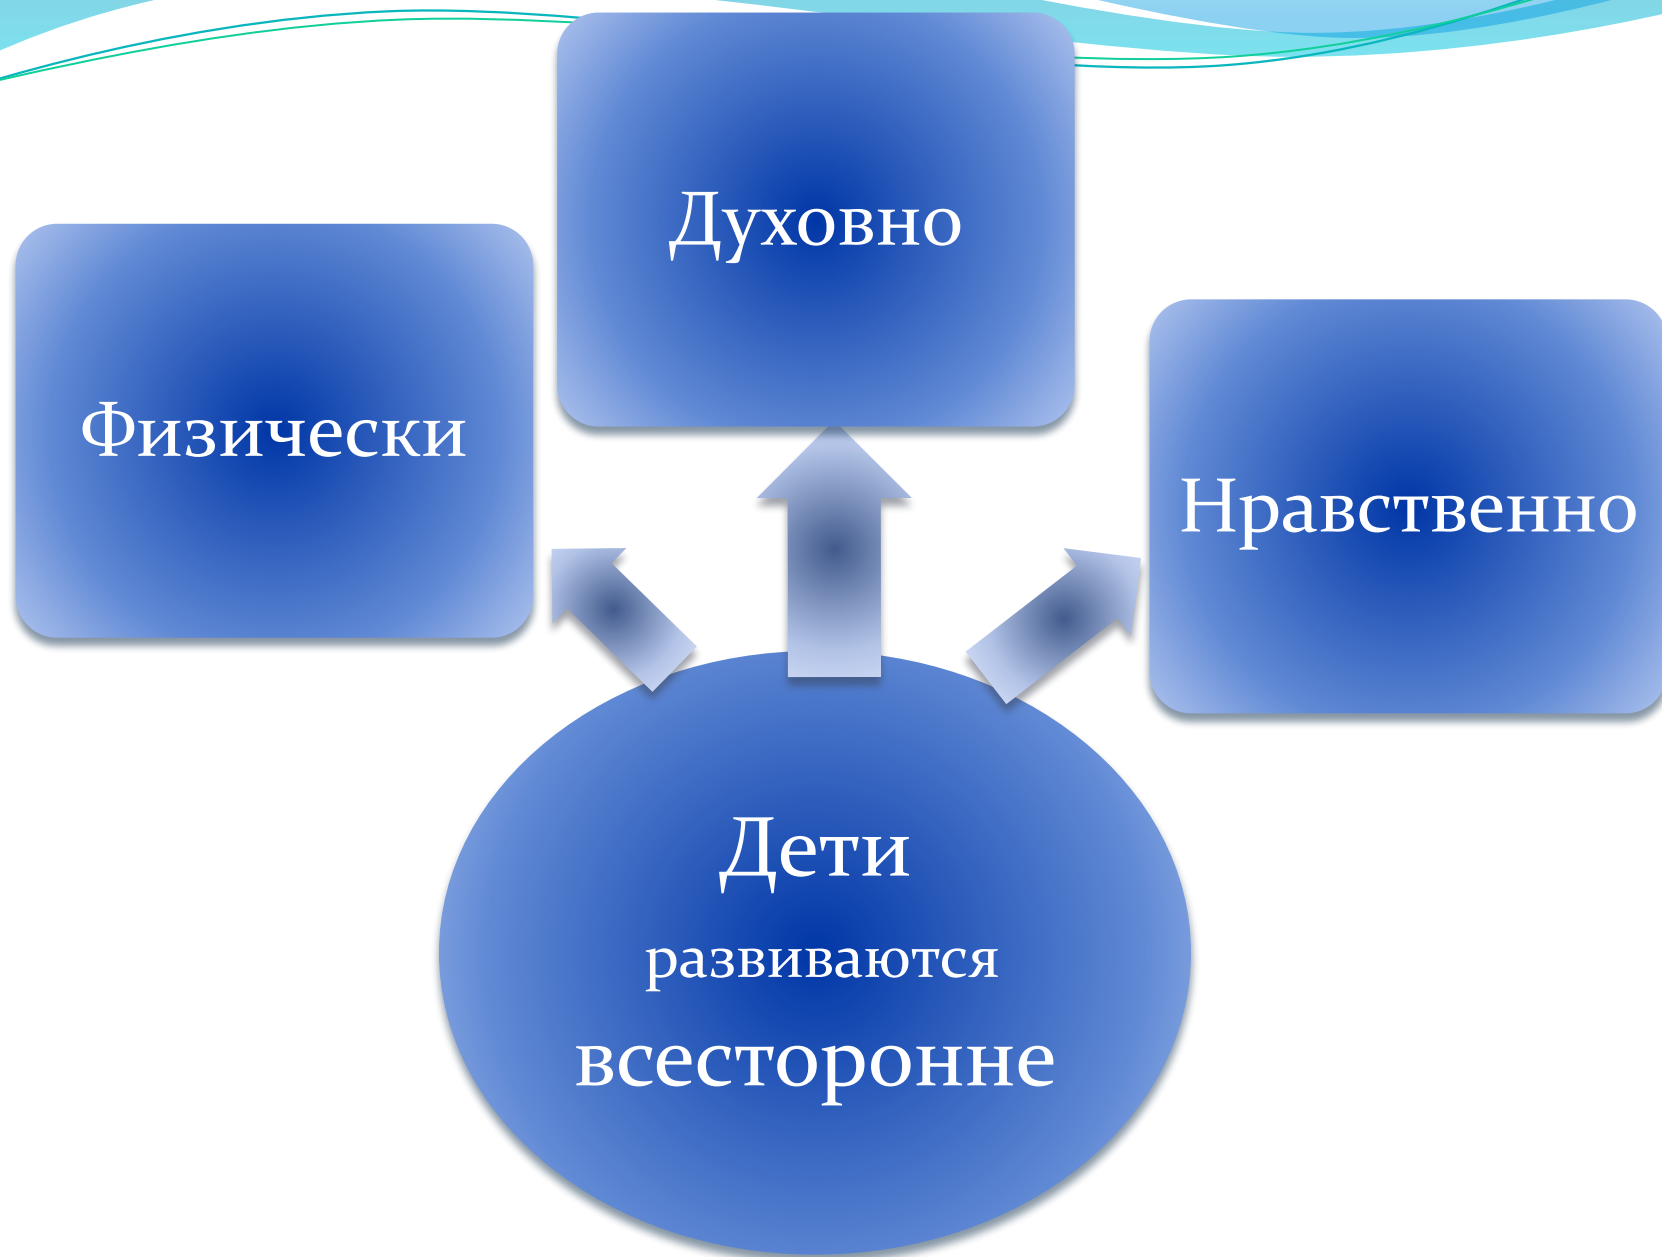 Духовно
Физически
Нравственно
Дети
развиваются
всесторонне